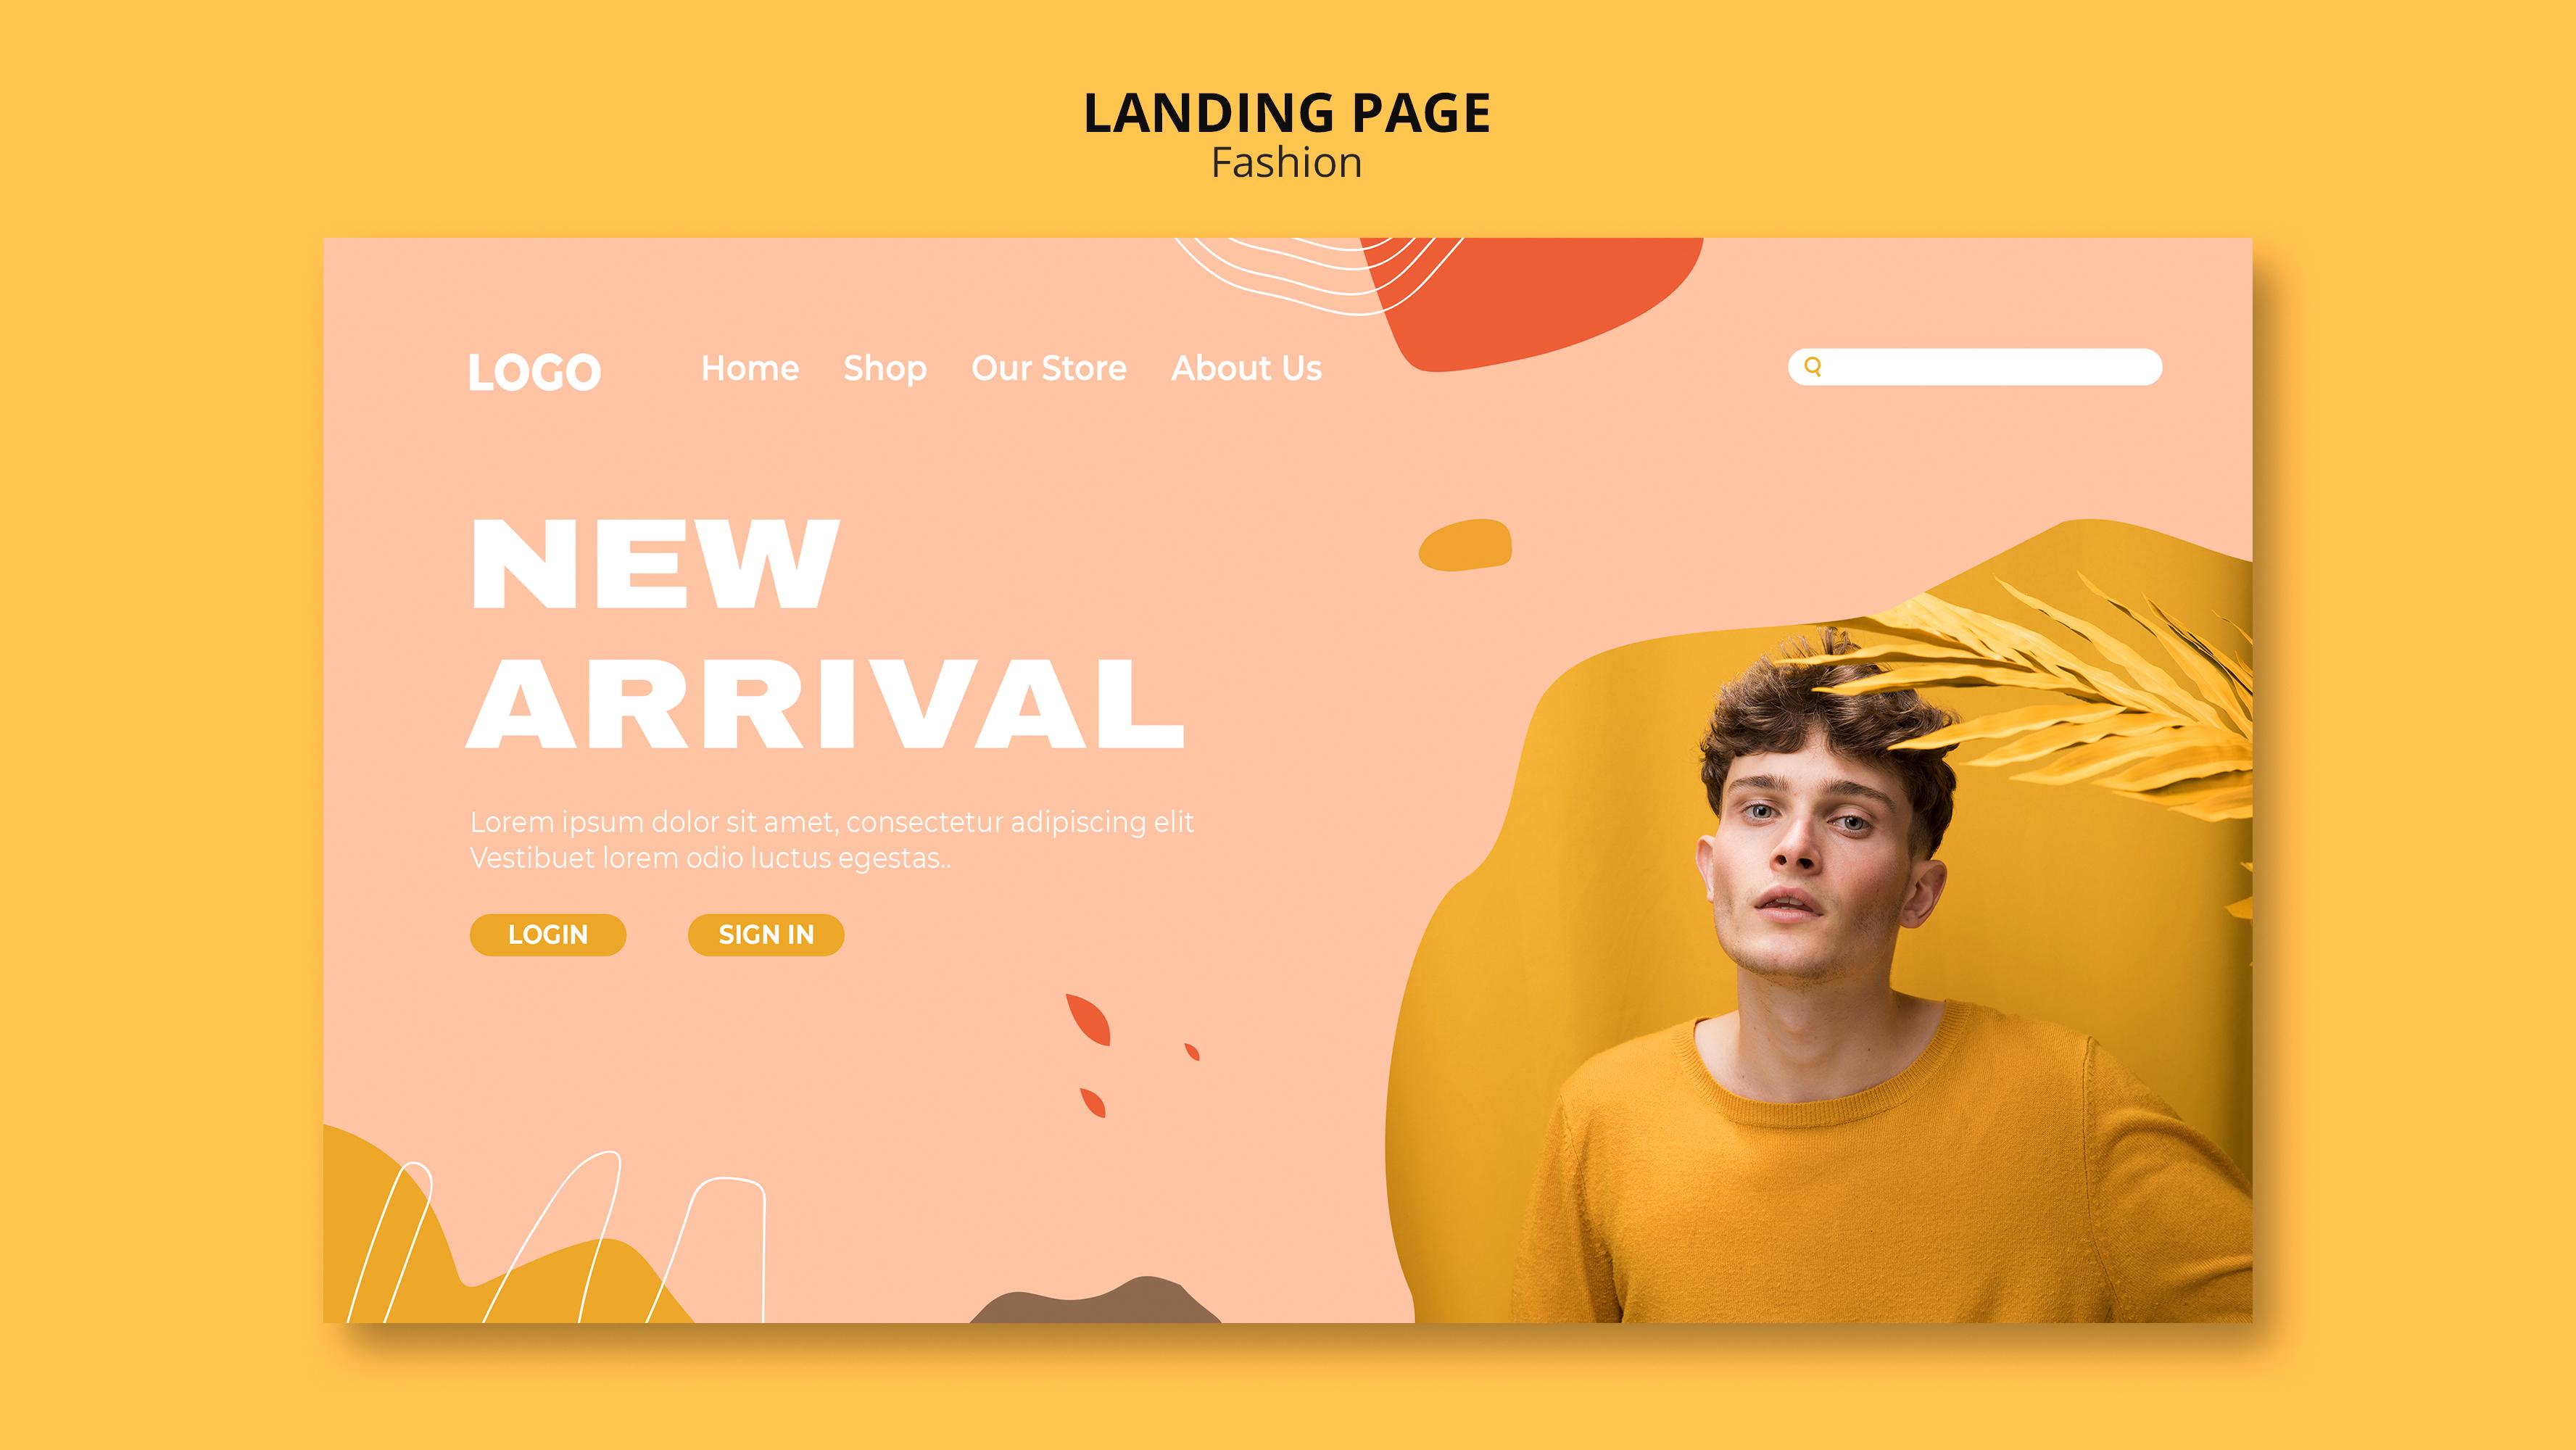 LANDING PAGE
Fashion
LOGO Home Shop Our Store About Us
NEW
ARRIVAL
Lorem ipsum dolor sit amet, consectetur adipiscing elit
Vestibuet lorem odio luctus egestas..
LOGIN SIGN IN